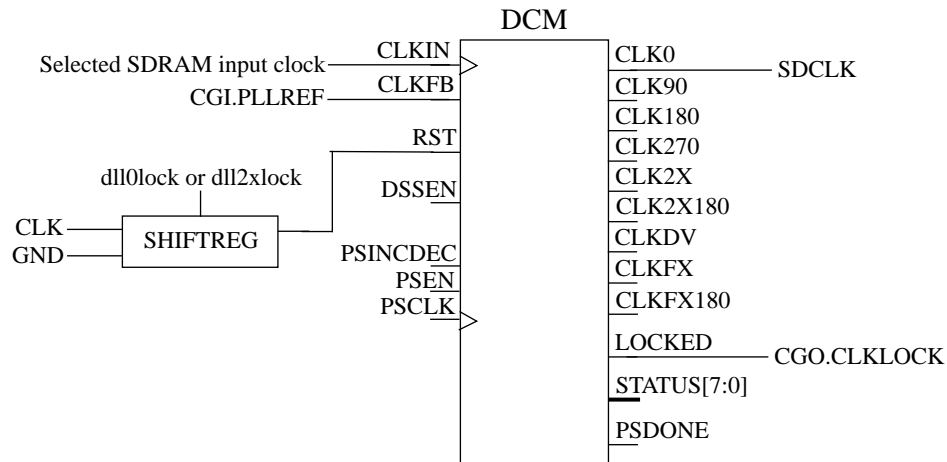 DCM
CLKIN
Selected SDRAM input clock
CLKFB
CGI.PLLREF
RST
dll0lock or dll2xlock
CLK
GND
SHIFTREG
DSSEN
PSINCDEC
PSEN
PSCLK
CLK0
SDCLK
CLK90
CLK180
CLK270
CLK2X
CLK2X180
CLKDV
CLKFX
CLKFX180
LOCKED
CGO.CLKLOCK
STATUS[7:0]
PSDONE